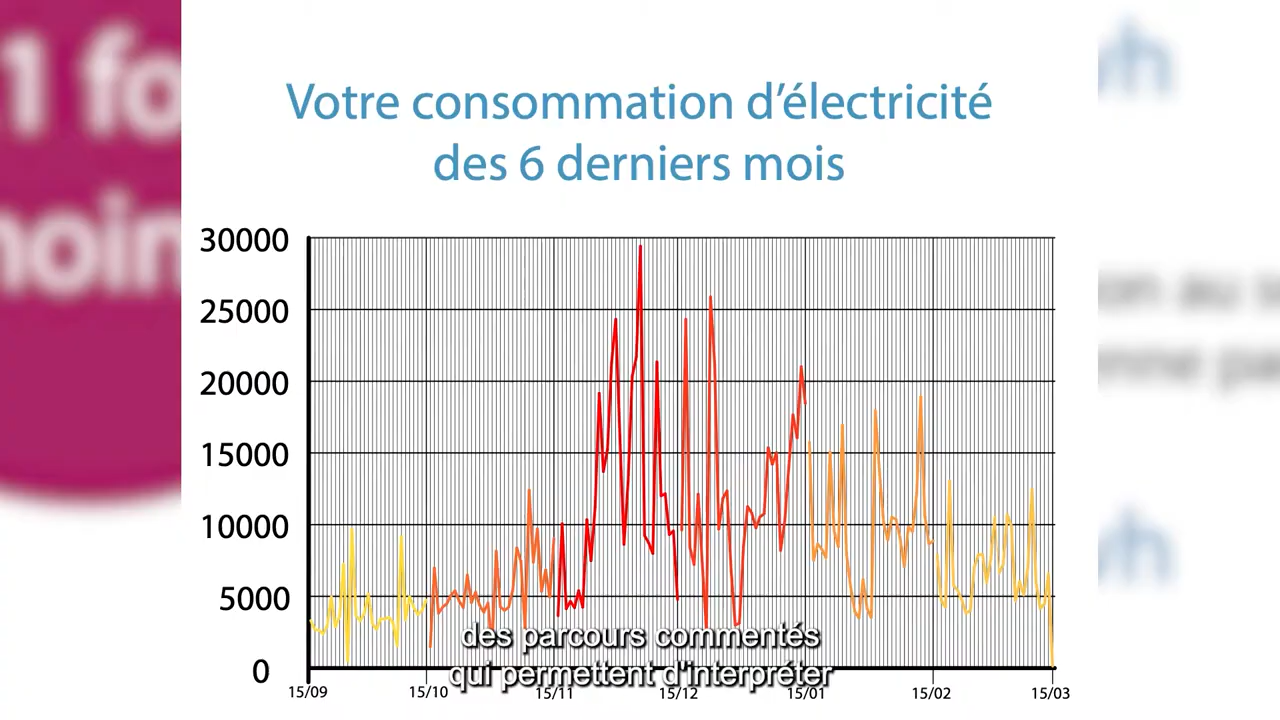 Votre consommation d'électricité
des 6 derniers mois
30000
25000
20000
15000
10000
5000
0
15/09 15/10 15/11 15/12 15/01 15/02 15/03
des parcours commentés
qui permettent d'interpréter